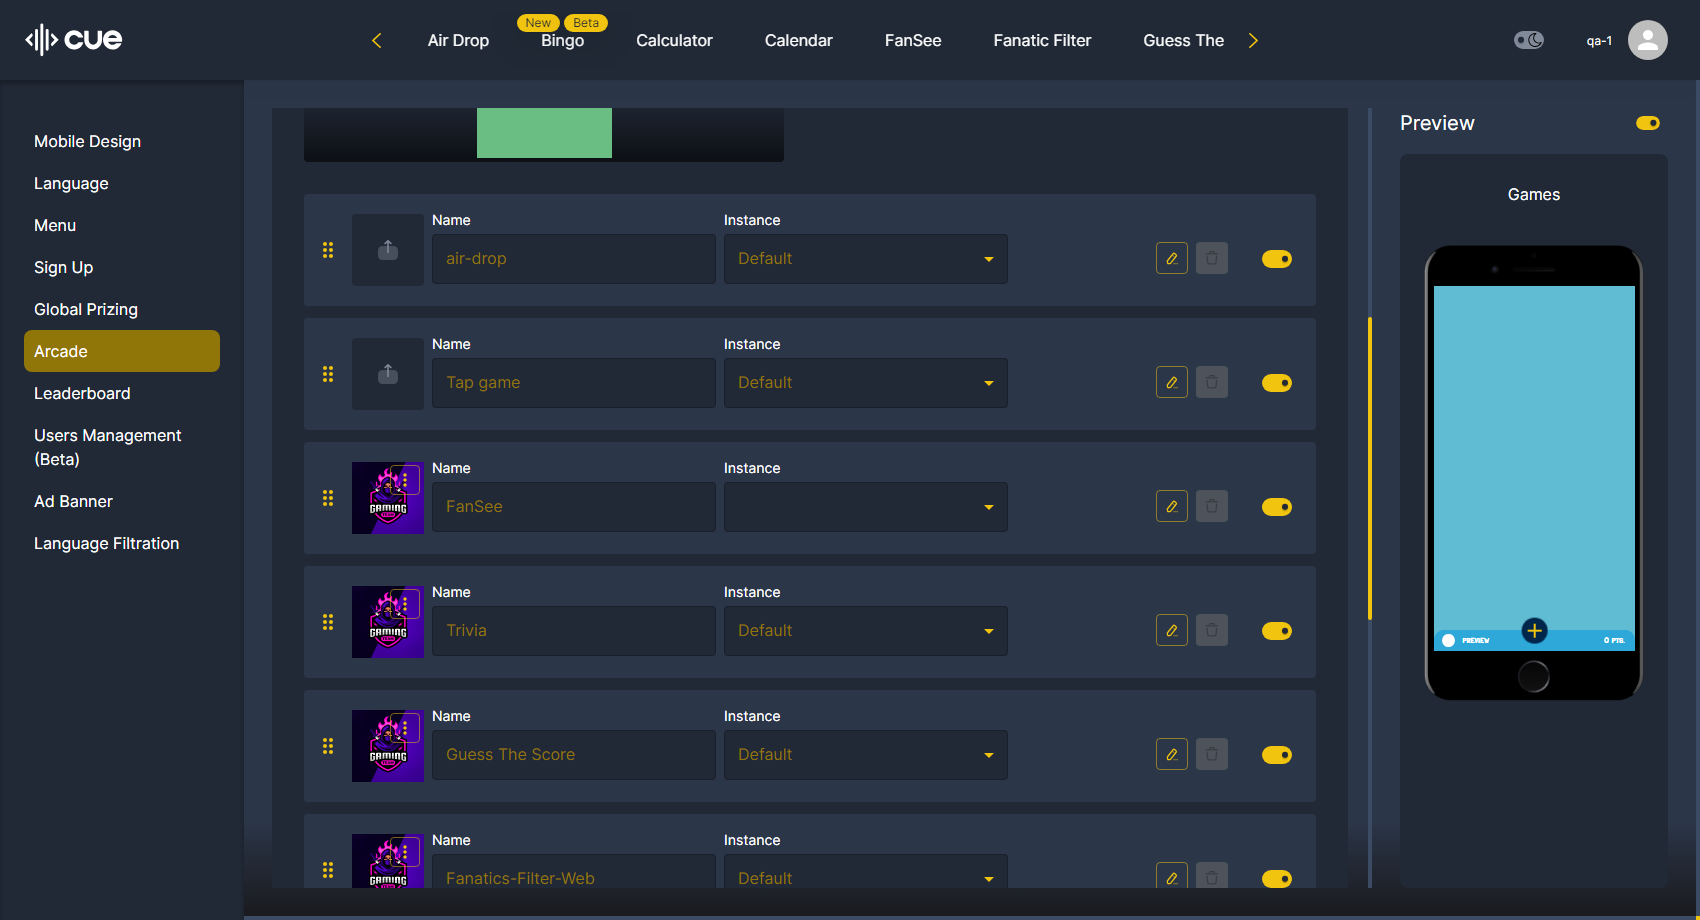 cue
Air Drop
New
Beta
Bingo
Calculator
Calendar
FanSee
Fanatic Filter
Guess The
qa-1
Mobile Design
Language
Menu
Sign Up
Global Prizing
Arcade
Leaderboard
Users Management
(Beta)
Ad Banner
Language Filtration
Name
Instance
air-drop
Default
Name
Instance
Tap game
Default
Name
Instance
GAMING
FanSee
Name
Instance
GAMING
Trivia
Default
Name
Instance
GAMING
Guess The Score
Default
Name
Instance
GAMING
Fanatics-Filter-Web
Default
Preview
Games
PREVIEW
0 PTS.